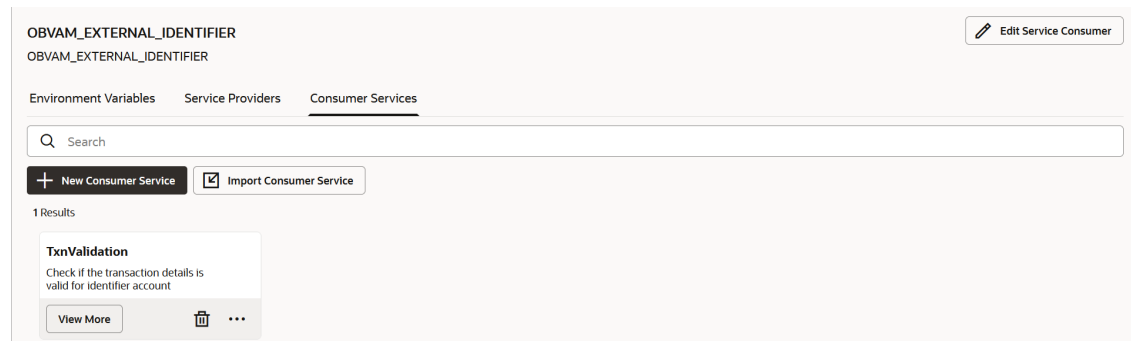 OBVAM_EXTERNAL_IDENTIFIER
Edit Service Consumer
OBVAM_EXTERNAL_IDENTIFIER
Environment Variables Service Providers Consumer Services
Search
New Consumer Service Import Consumer Service
1 Results
TxnValidation
Check if the transaction details is
valid for identifier account
View More